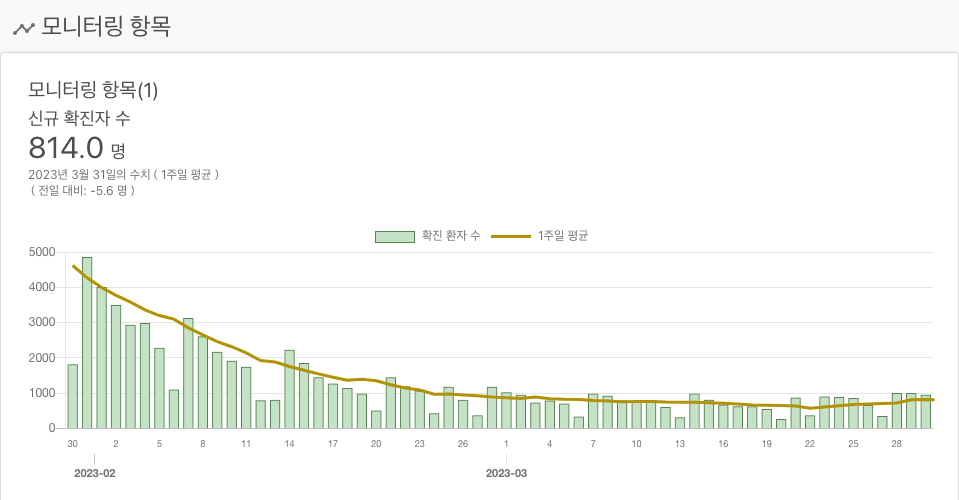 모니터링 항목
모니터링 항목(1)
신규 확진자 수
814.0 명
2023년 3월 31일의 수치 ( 1주일 평균 )
( 전일 대비: -5.6 명 )
확진 환자 수 1주일 평균
5000
4000
3000
2000
1000
0
30 2 5 8 11 14 17 20 23 26 1 4 7 10 13 16 19 22 25 28
2023-02 2023-03